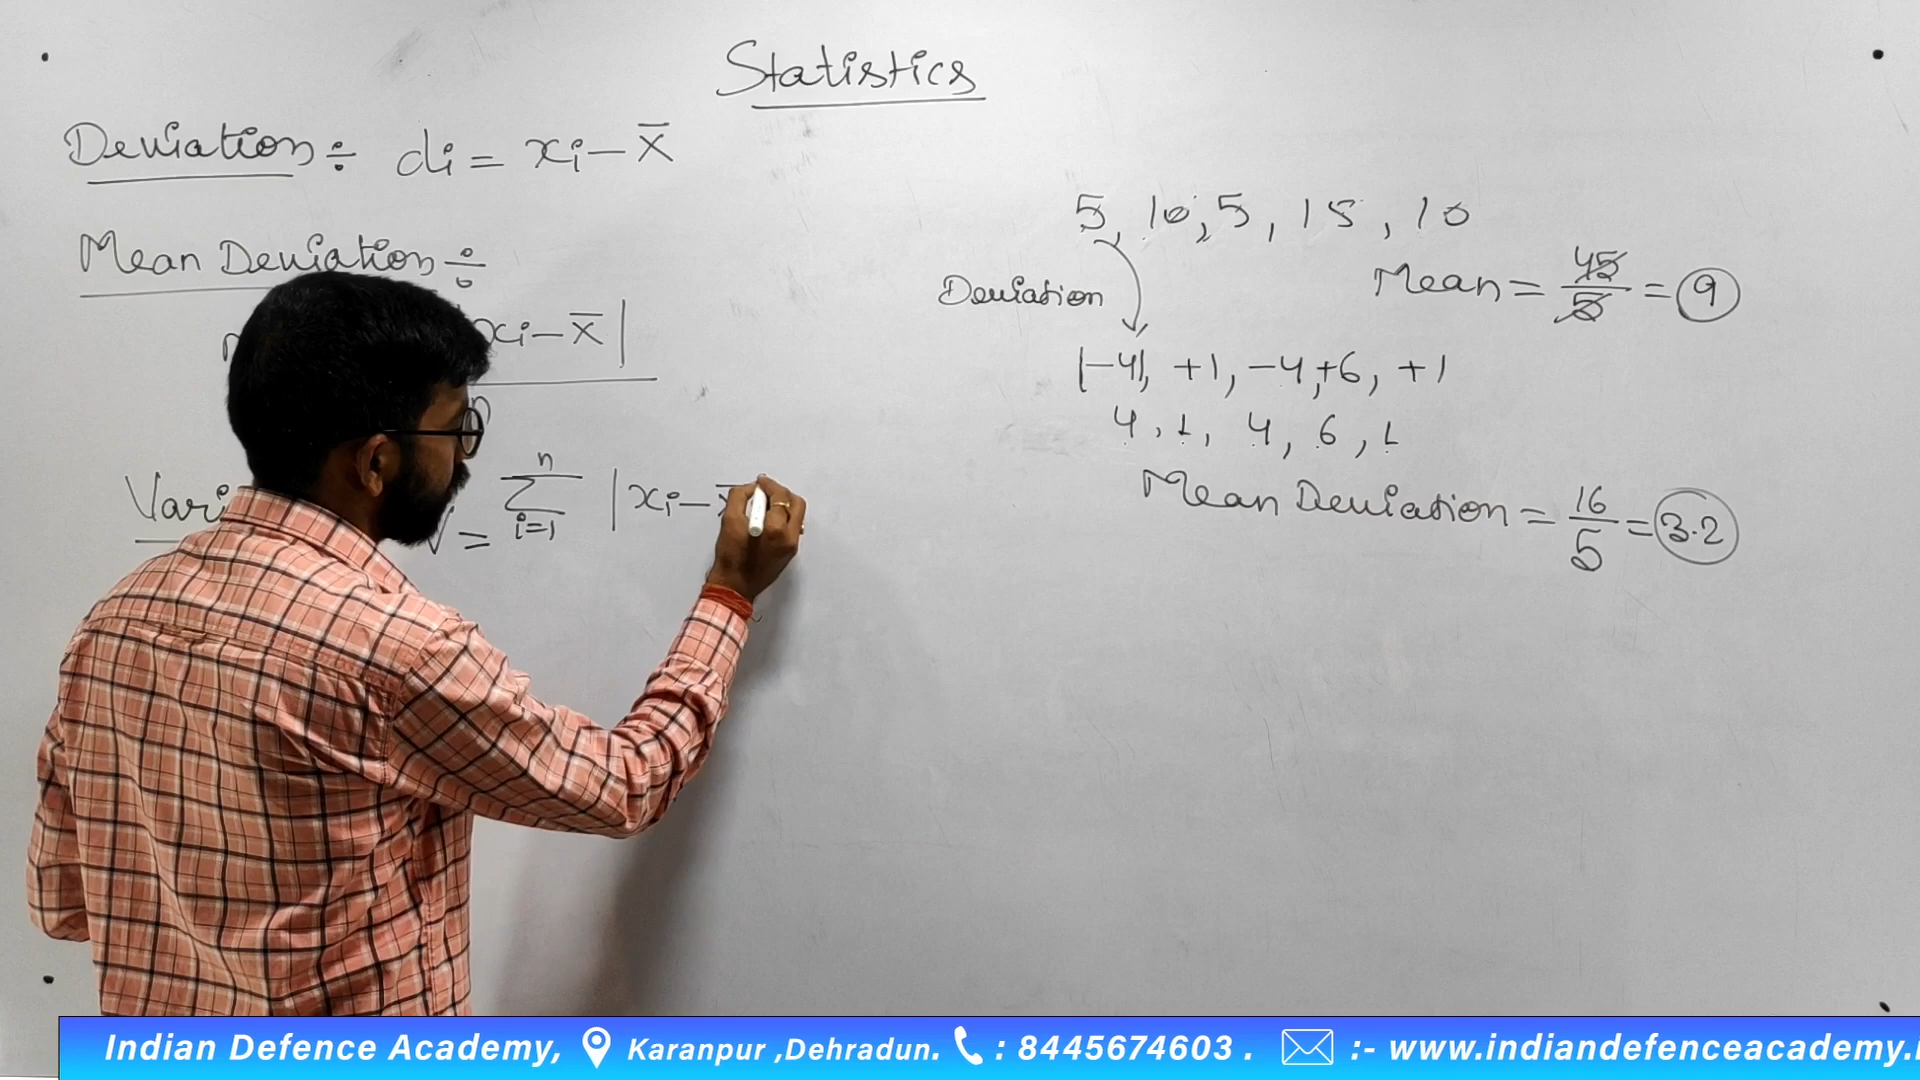 Statistics
Deviation ÷ di = xi – x̄
Mean Deviation ÷
xi – x̄ |
n
V = n Σ i=1 | xi –
5, 10, 5, 15, 10
Mean = 45/5 = 9
Deviation
|-4|, +1, -4, +6, +1
4, 1, 4, 6, 1
Mean Deviation = 16/5 = 3.2
Indian Defence Academy, Karanpur ,Dehradun. : 8445674603 . :- www.indiandefenceacademy.